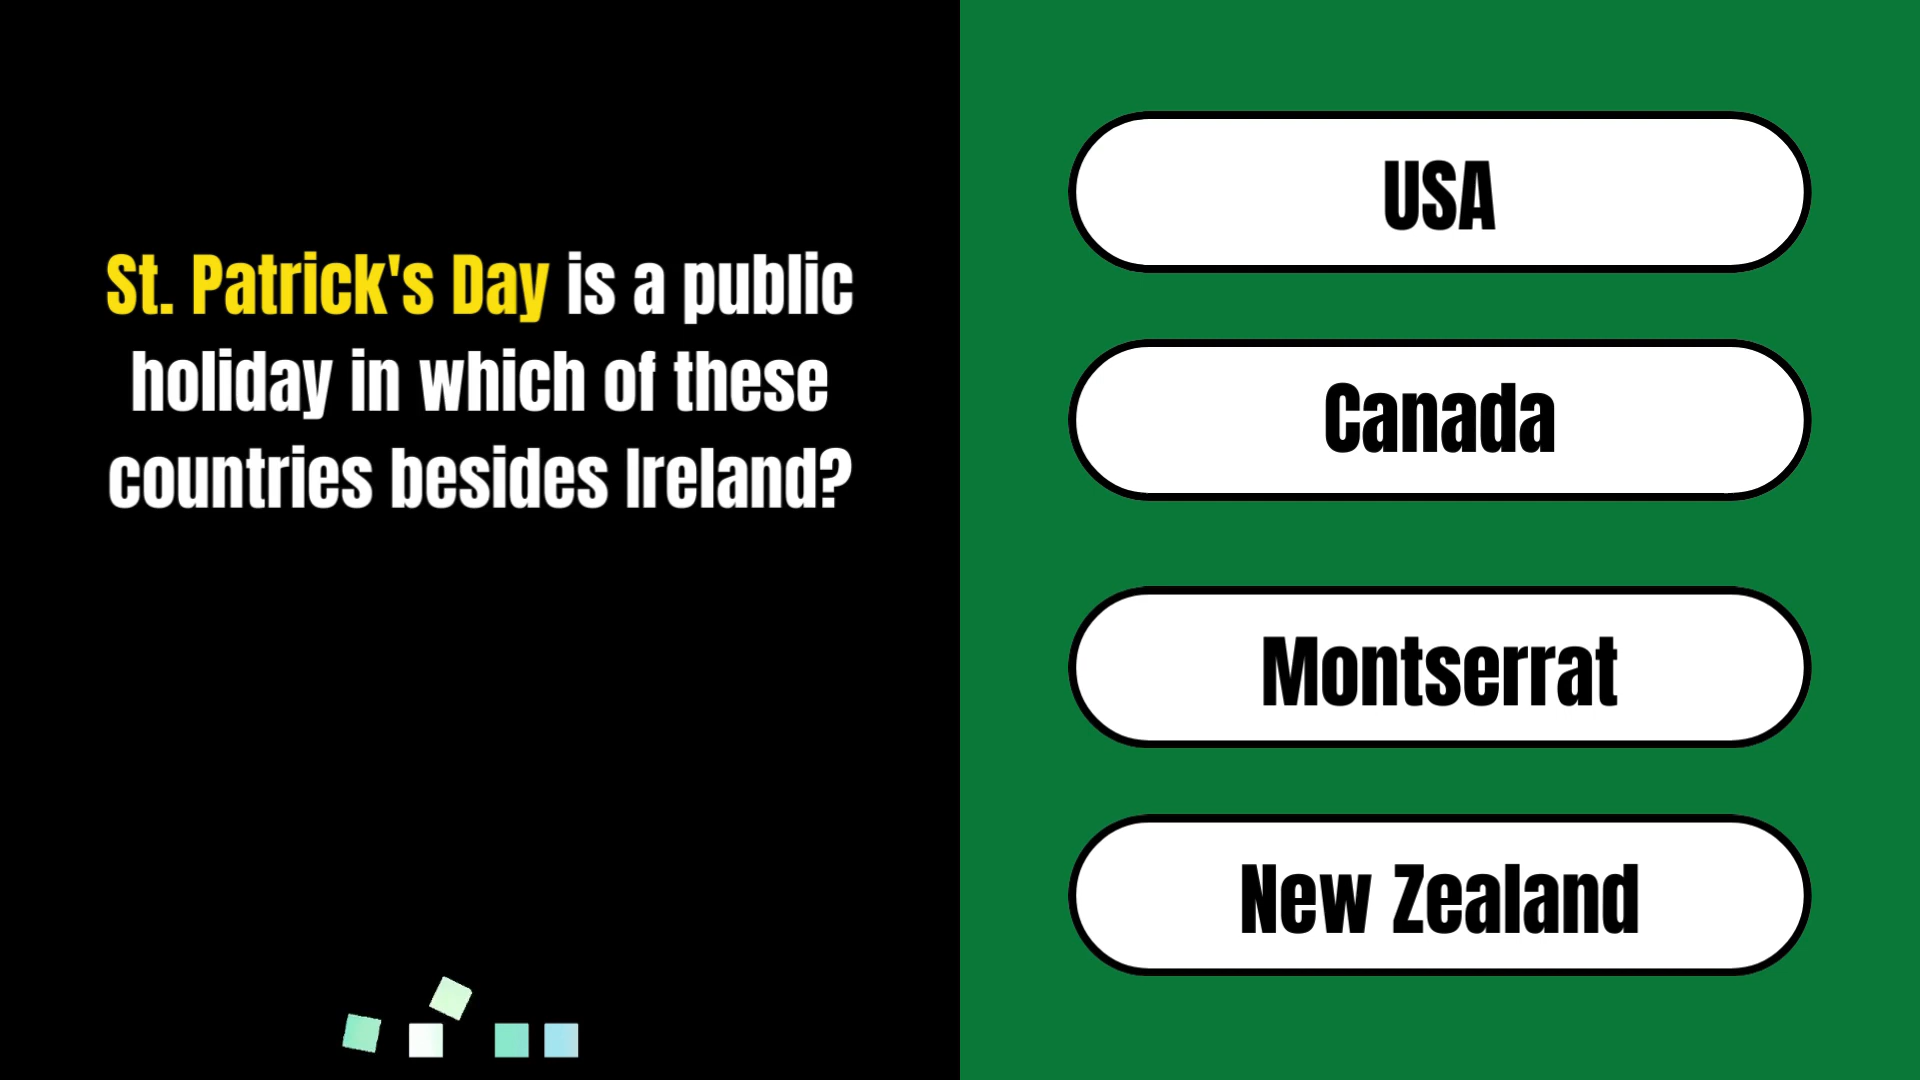 St. Patrick's Day is a public
holiday in which of these
countries besides Ireland?
USA
Canada
Montserrat
New Zealand